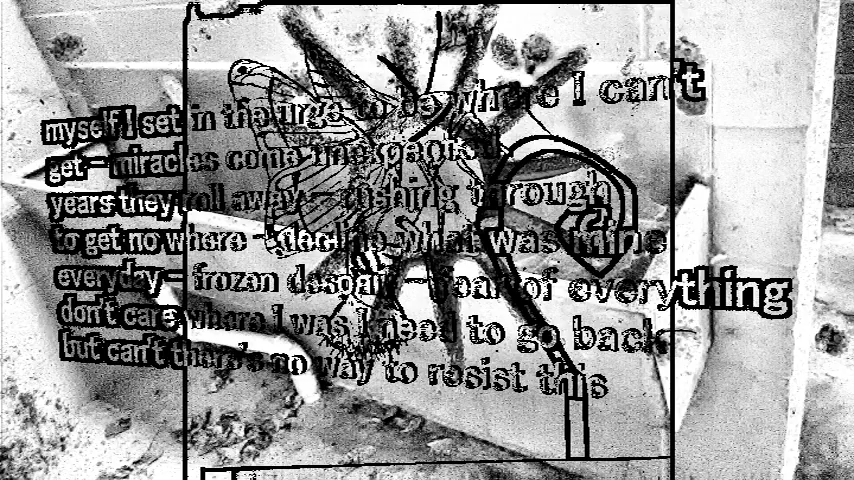 myself I set in the urge to be where I can't
get - miracles come unexpected
years they roll away - rushing through
to get no where - decline what was mine
everyday - frozen despair - fear of everything
don't care where I was I need to go back
but can't there's no way to resist this